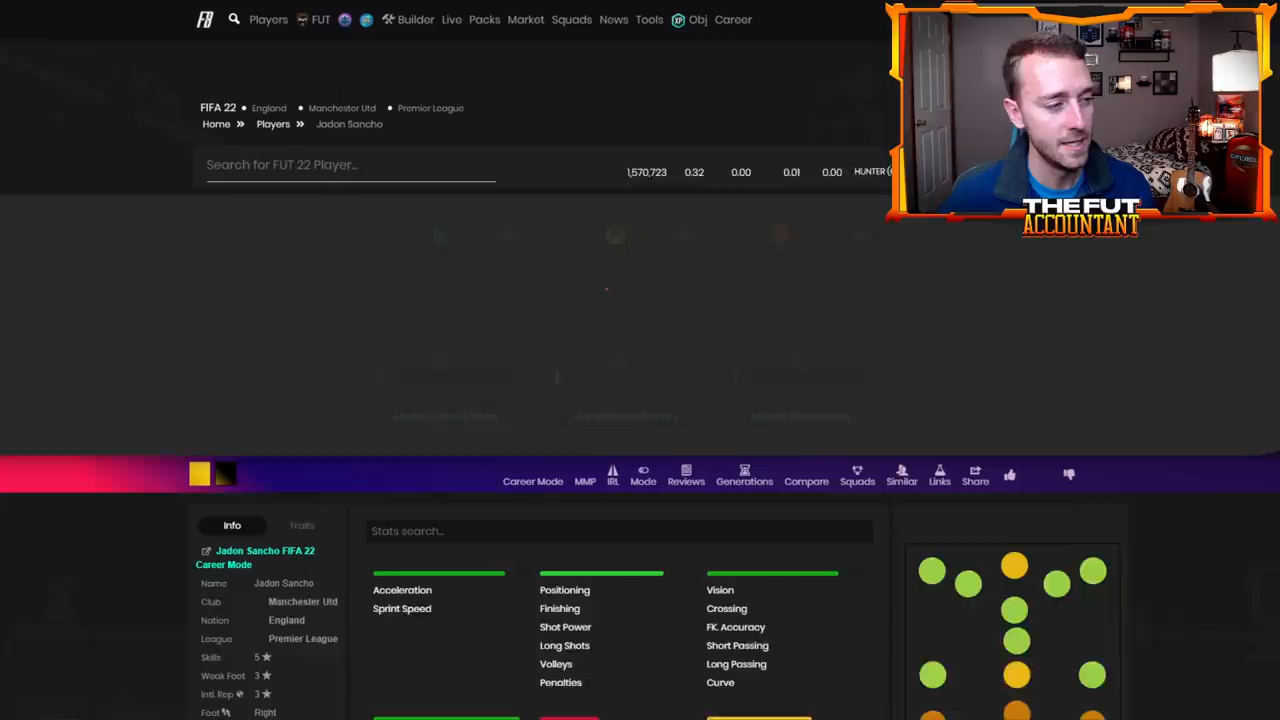 FB Players FUT Builder Live Packs Market Squads News Tools XP Obj Career
FIFA 22 England Manchester Utd Premier League
Home » Players » Jadon Sancho
Search for FUT 22 Player...
1,570,723 0.32 0.00 0.01 0.00 HUNTER (
THE FUT
ACCOUNTANT
Career Mode MMP IRL Mode Reviews Generations Compare Squads Similar Links Share
Info Traits
Stats search...
Jadon Sancho FIFA 22
Career Mode
Name Jadon Sancho
Club Manchester Utd
Nation England
League Premier League
Skills 5★
Weak Foot 3★
Intl. Rep 3★
Foot Right
Acceleration
Sprint Speed
Positioning
Finishing
Shot Power
Long Shots
Volleys
Penalties
Vision
Crossing
FK. Accuracy
Short Passing
Long Passing
Curve